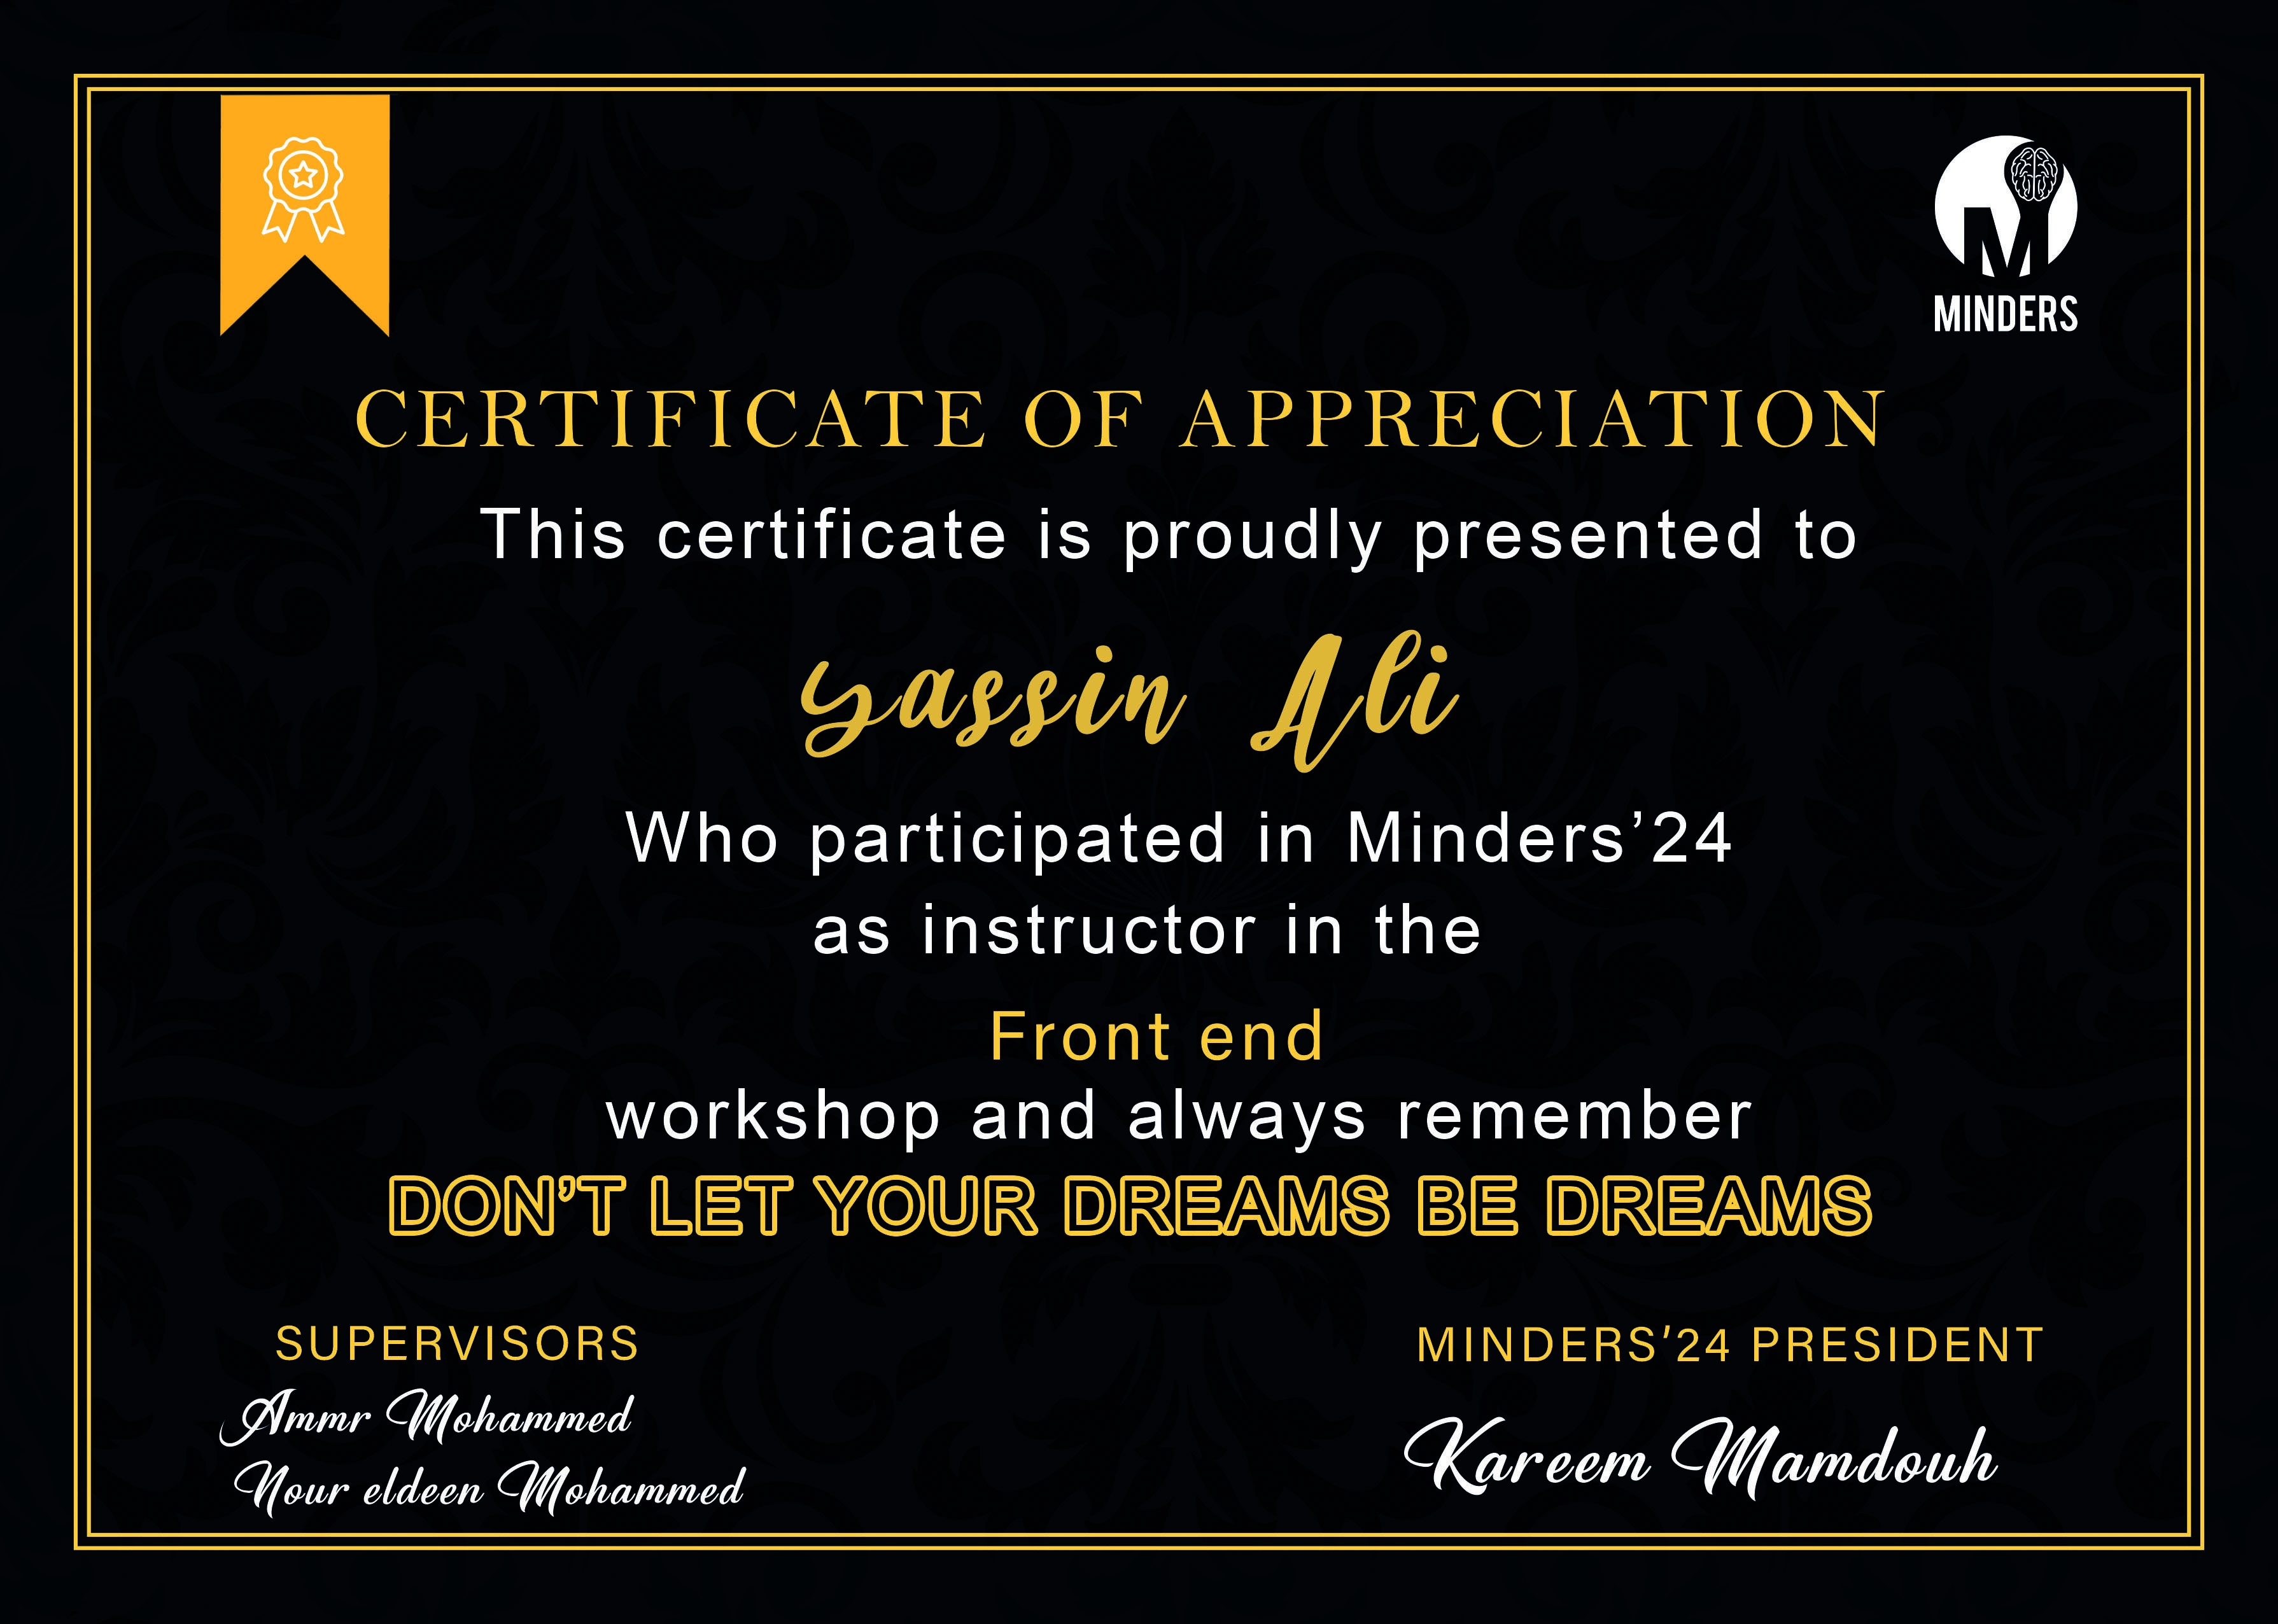 MINDERS
CERTIFICATE OF APPRECIATION
This certificate is proudly presented to
Yassin Ali
Who participated in Minders’24
as instructor in the
Front end
workshop and always remember
DON’T LET YOUR DREAMS BE DREAMS
SUPERVISORS
Ammr Mohammed
Nour eldeen Mohammed
MINDERS’24 PRESIDENT
Kareem Mamdouh